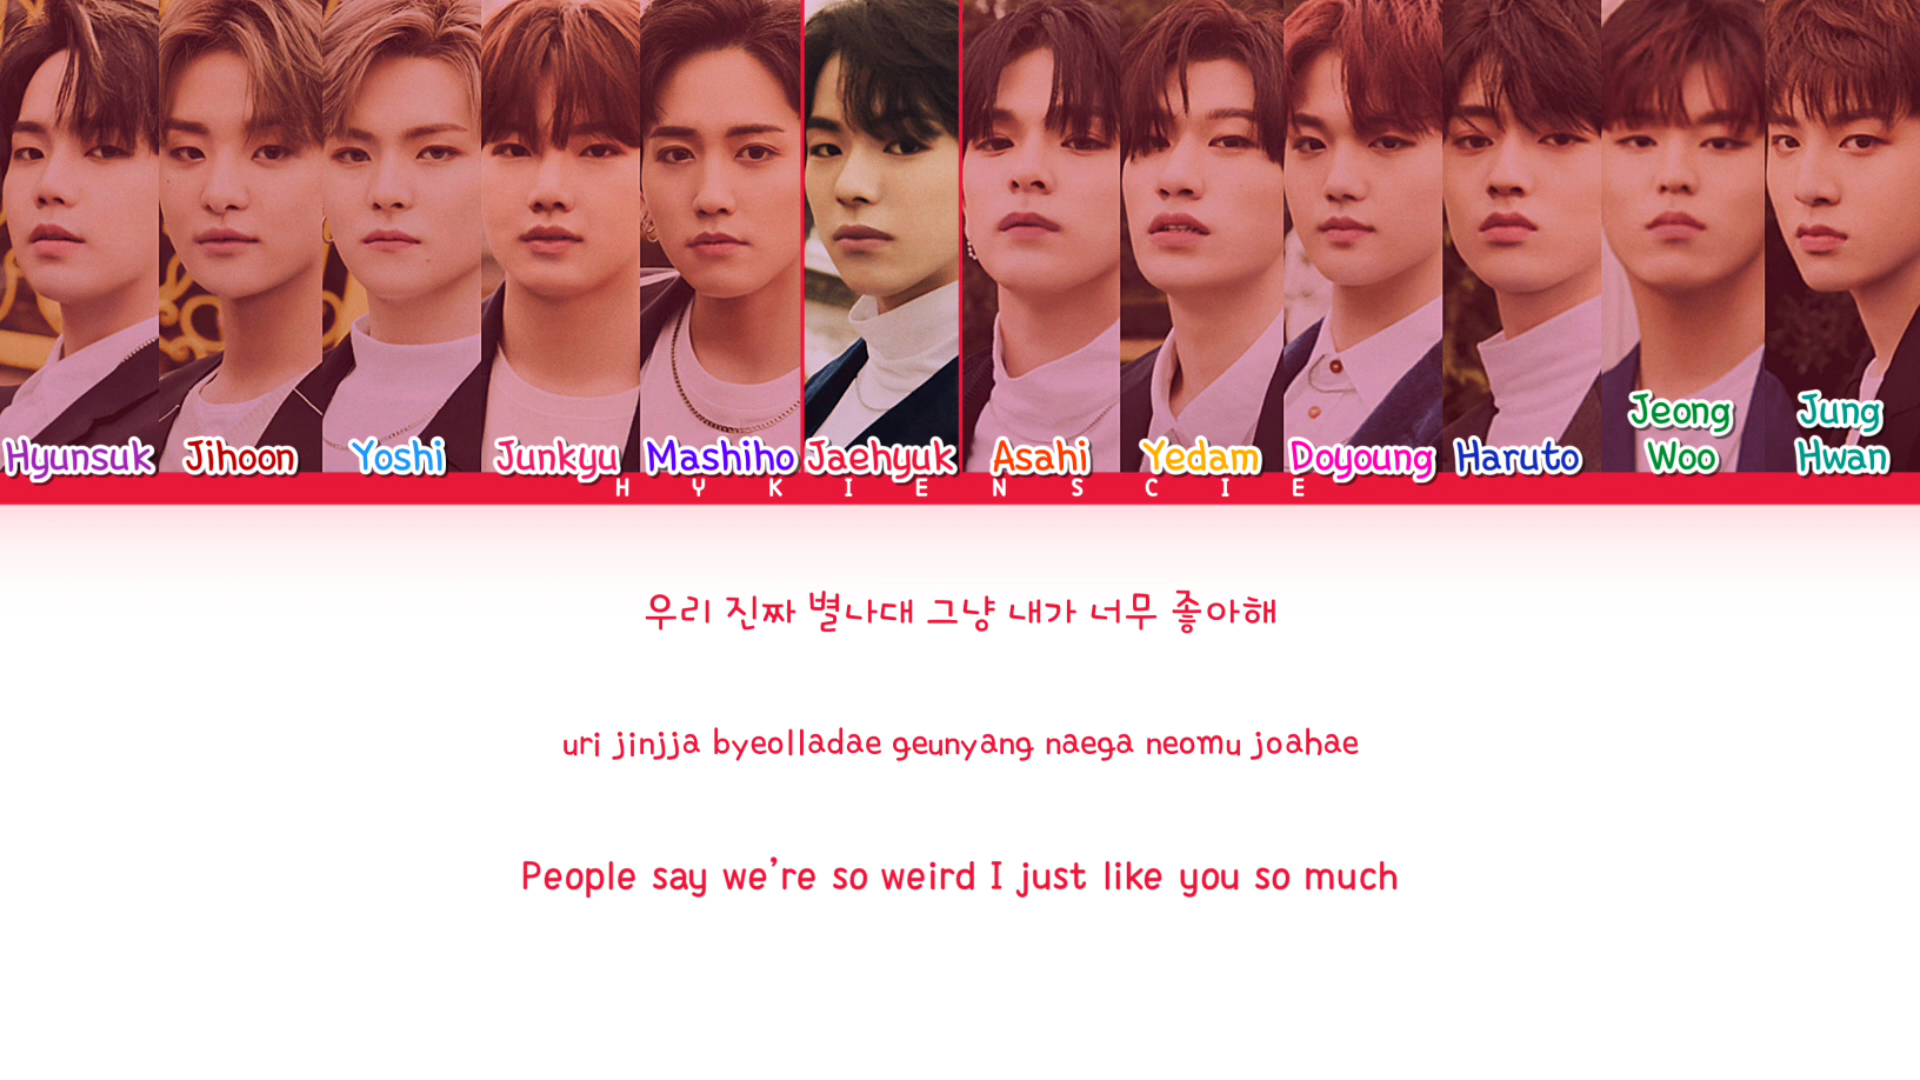 Hyunsuk Jihoon Yoshi Junkyu Mashiho Jaehyuk Asahi Yedam Doyoung Haruto Jeong Woo Jung Hwan
HYKIENSCIE
우리 진짜 별나대 그냥 내가 너무 좋아해
uri jinjja byeolladae geunyang naega neomu joahae
People say we're so weird I just like you so much